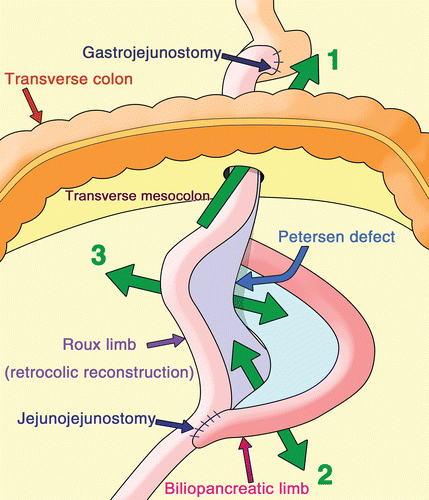 Gastrojejunostomy
1
Transverse colon
Transverse mesocolon
Petersen defect
3
Roux limb
(retrocolic reconstruction)
Jejunojejunostomy
2
Biliopancreatic limb